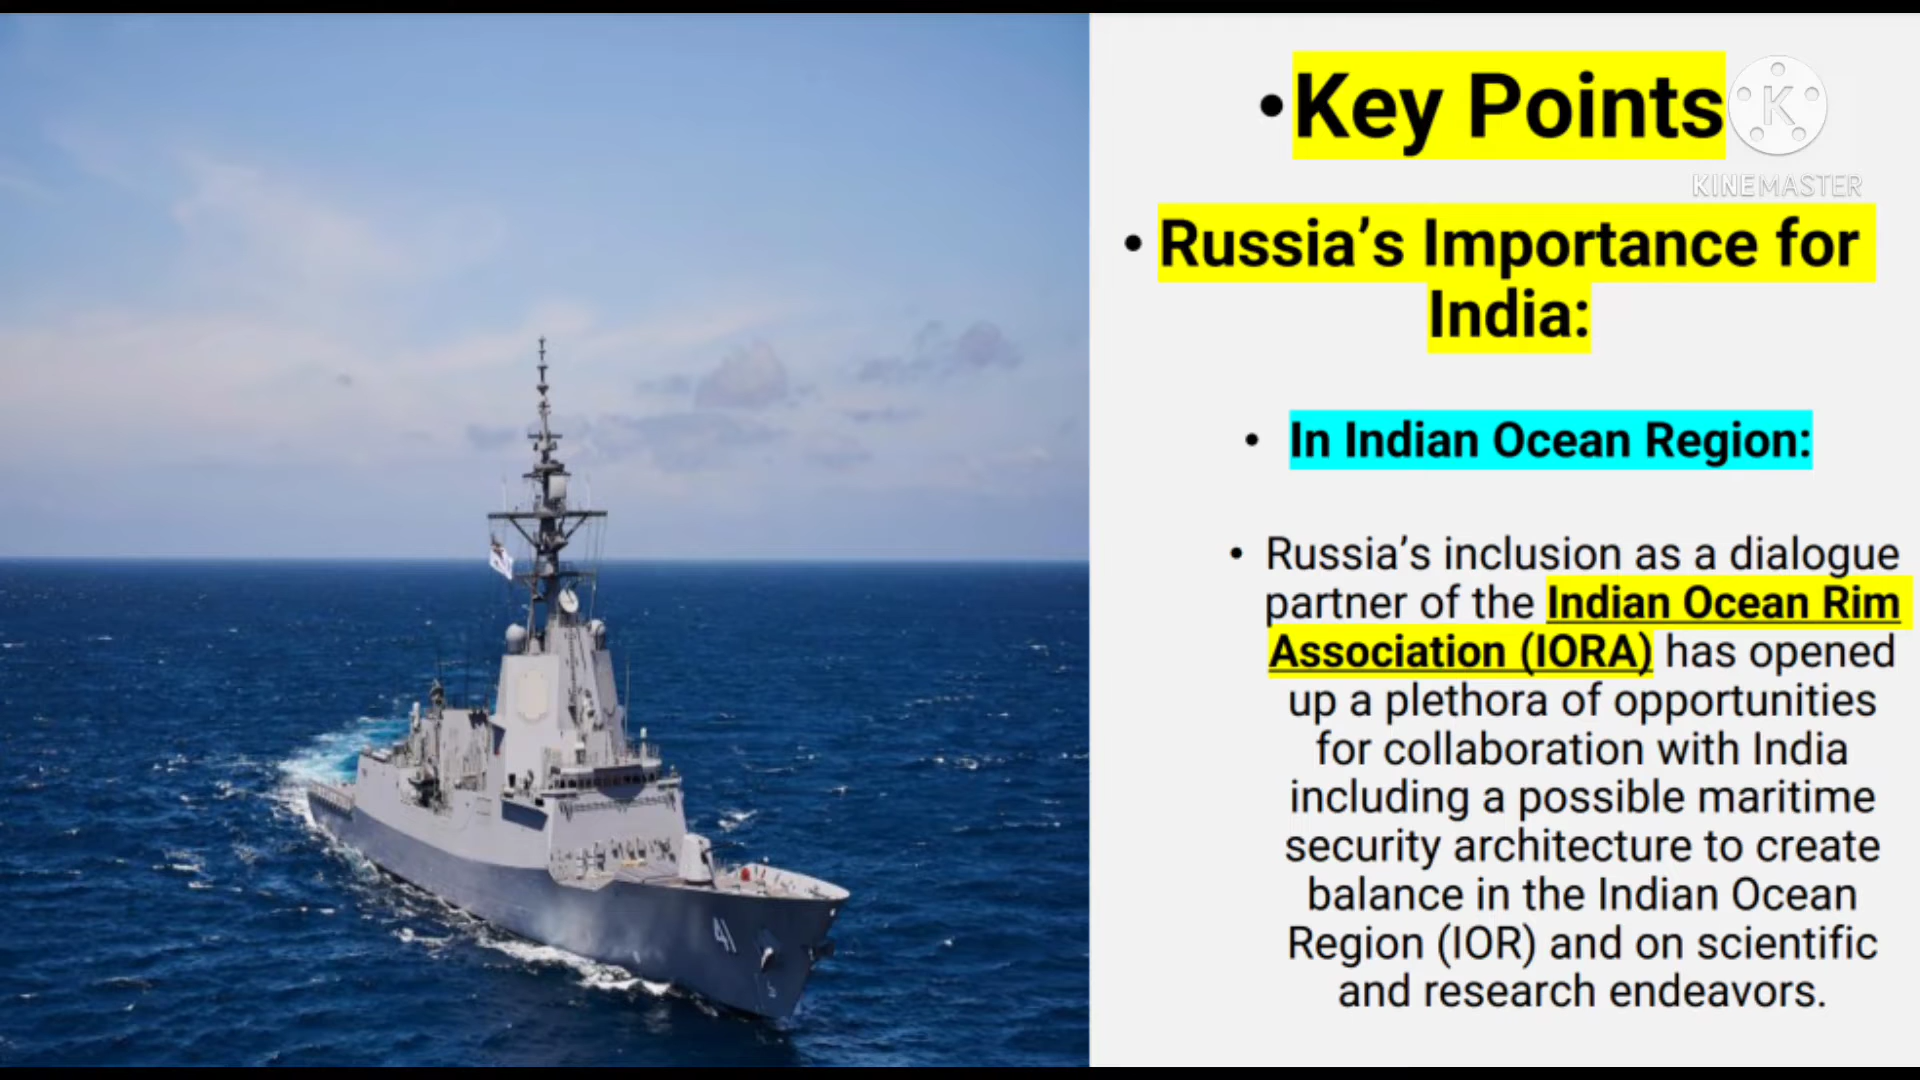 •Key Points
K
KINEMASTER
• Russia's Importance for
India:
• In Indian Ocean Region:
• Russia's inclusion as a dialogue
partner of the Indian Ocean Rim
Association (IORA) has opened
up a plethora of opportunities
for collaboration with India
including a possible maritime
security architecture to create
balance in the Indian Ocean
Region (IOR) and on scientific
and research endeavors.
41